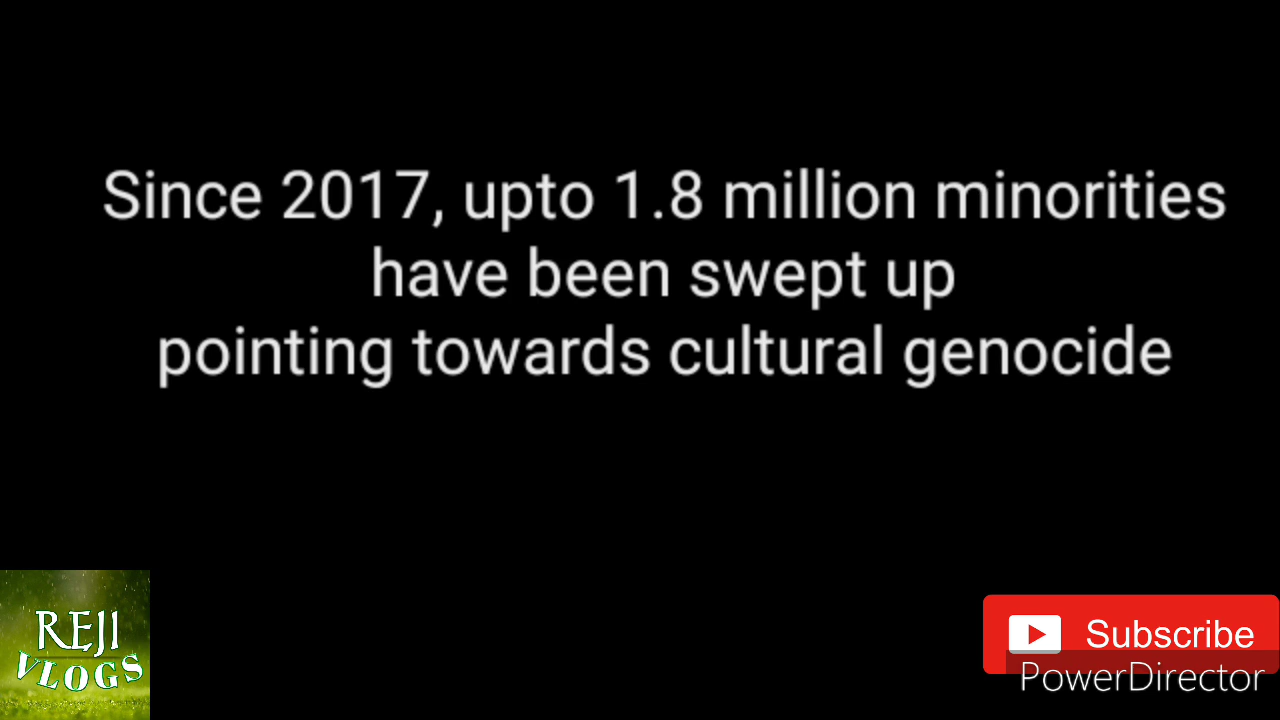 Since 2017, upto 1.8 million minorities
have been swept up
pointing towards cultural genocide
REJI
VLOGS
Subscribe
PowerDirector